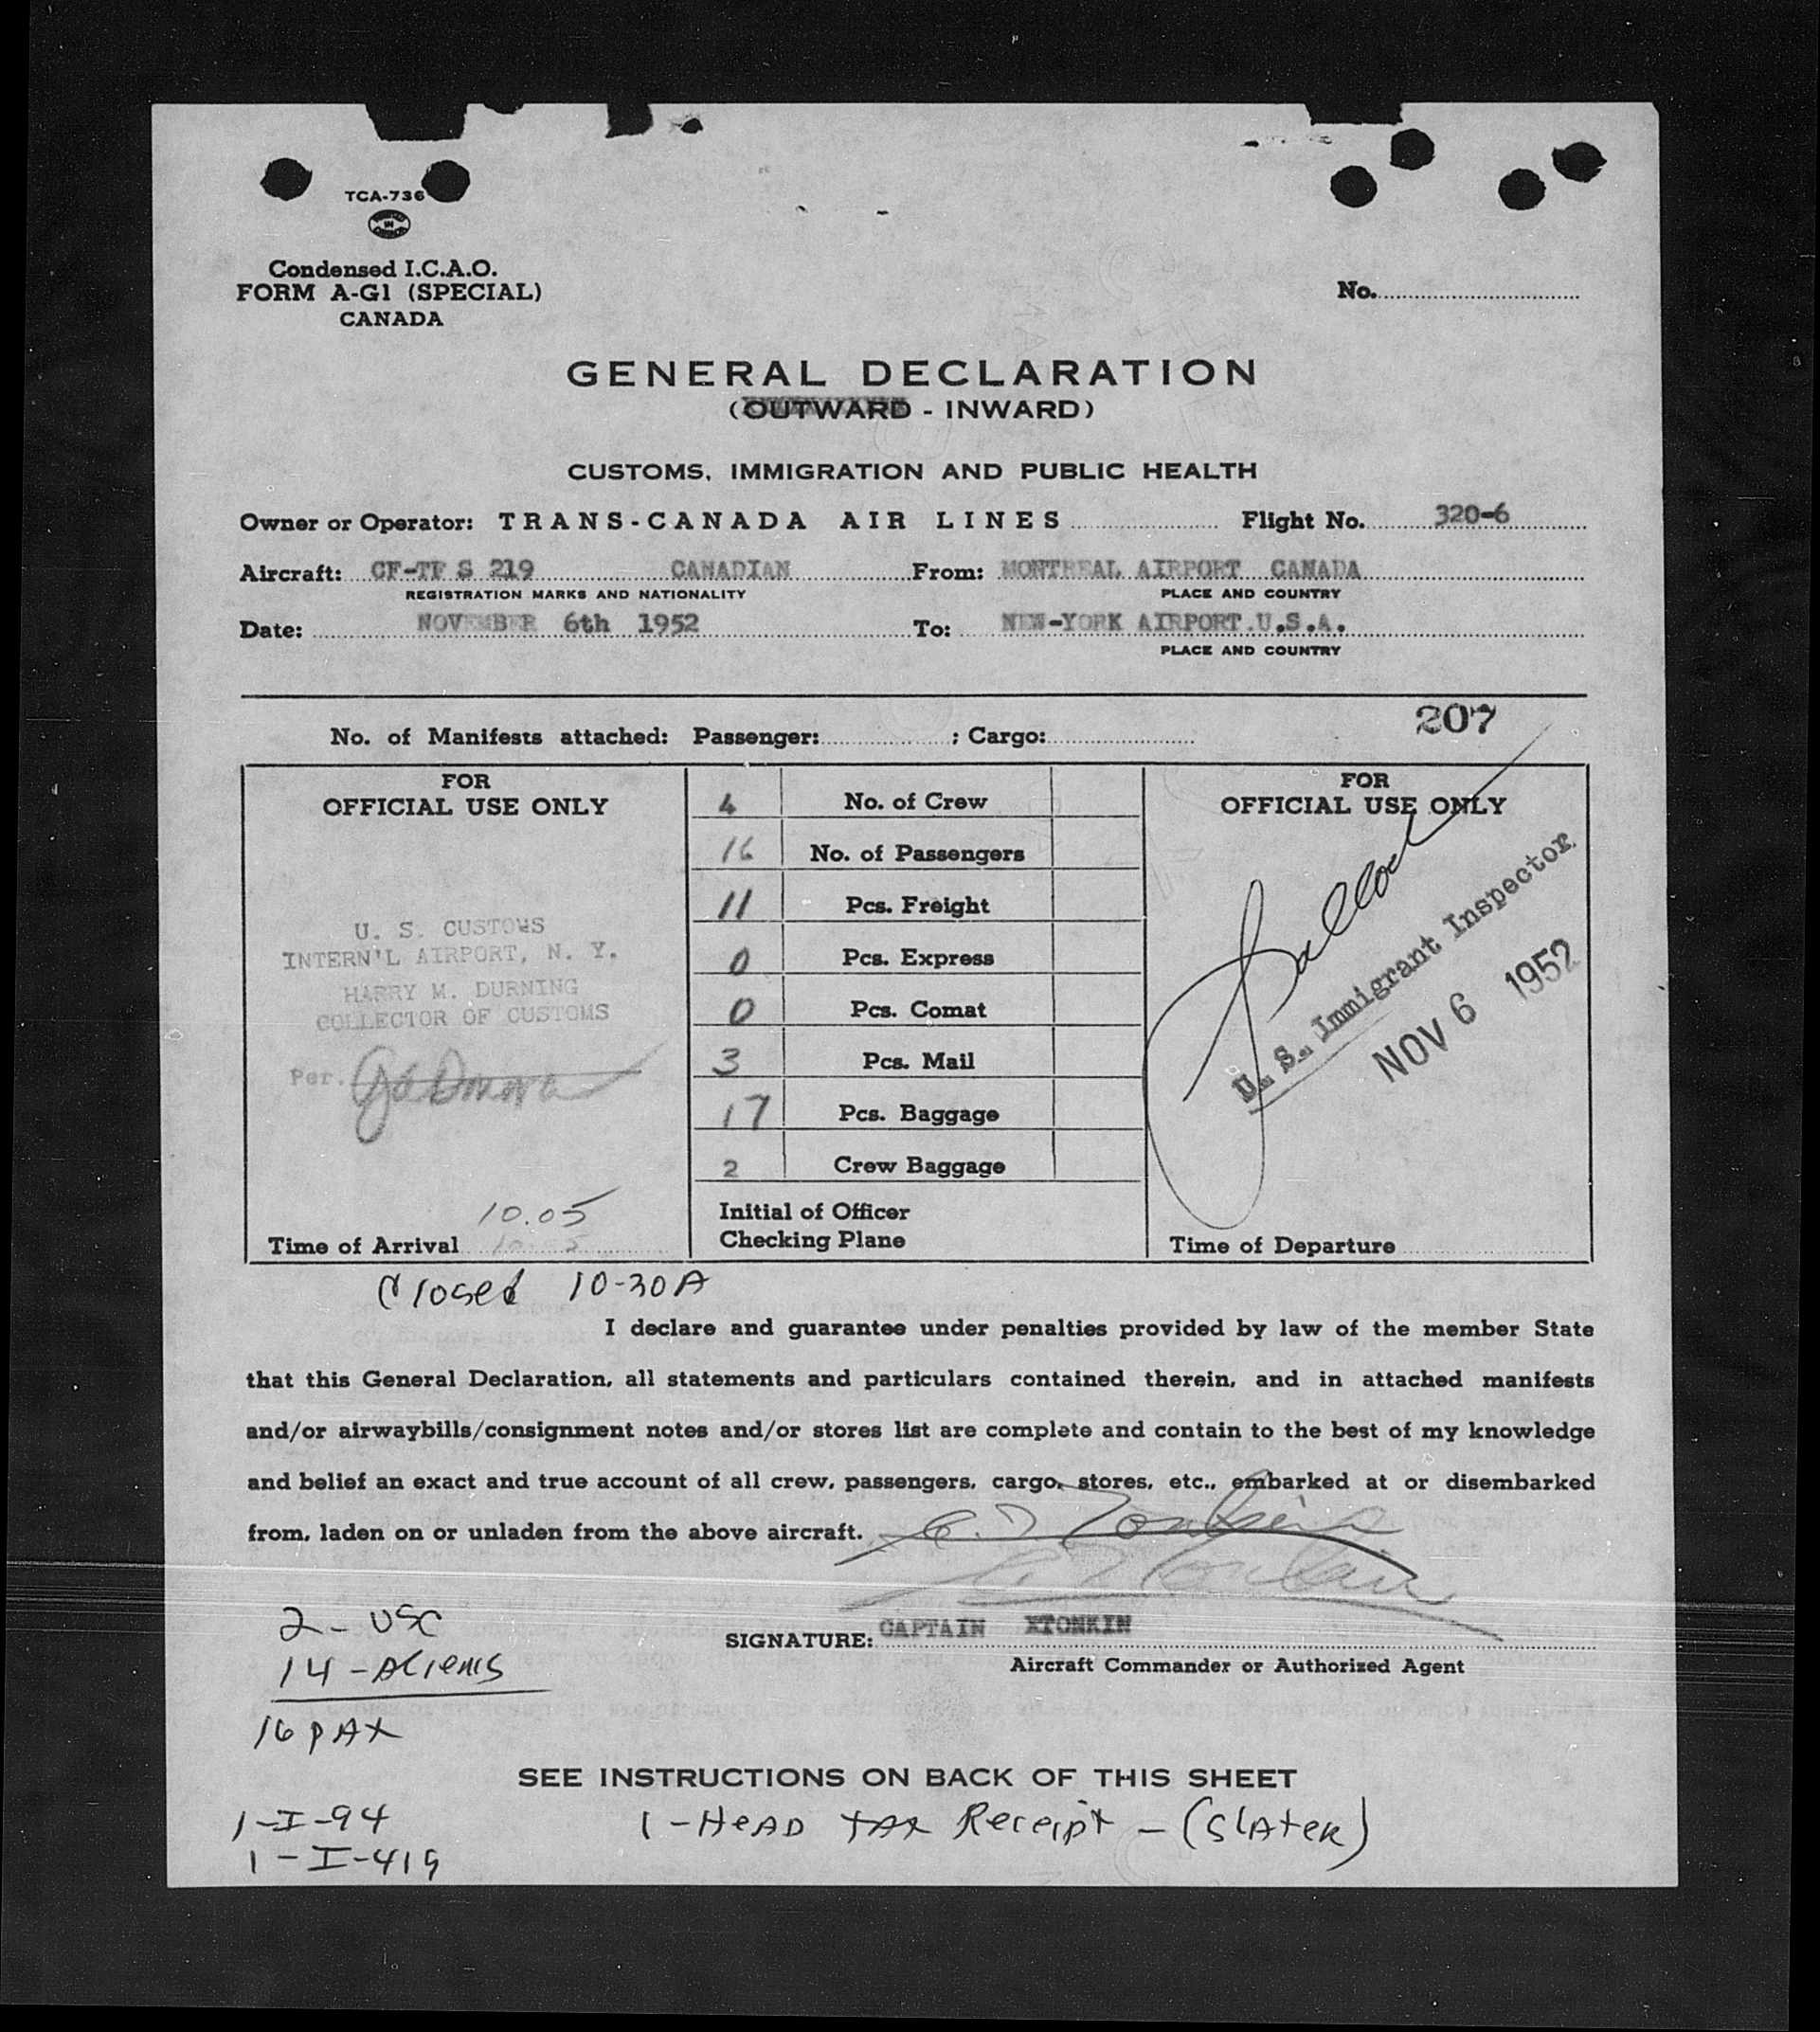 TCA-736
Condensed I.C.A.O.
FORM A-G1 (SPECIAL)
CANADA
No.
GENERAL DECLARATION
(OUTWARD - INWARD)
CUSTOMS, IMMIGRATION AND PUBLIC HEALTH
Owner or Operator: TRANS-CANADA AIR LINES Flight No. 320-6
Aircraft: CF-TF S 219 CANADIAN From: MONTREAL AIRPORT CANADA
REGISTRATION MARKS AND NATIONALITY PLACE AND COUNTRY
Date: NOVEMBER 6th 1952 To: NEW-YORK AIRPORT.U.S.A.
PLACE AND COUNTRY
207
No. of Manifests attached: Passenger: ; Cargo:
FOR
OFFICIAL USE ONLY
U. S. CUSTOMS
INTERN'L AIRPORT, N. Y.
HARRY M. DURNING
COLLECTOR OF CUSTOMS
Per.
10.05
Time of Arrival 10 05
4 No. of Crew
16 No. of Passengers
11 Pcs. Freight
0 Pcs. Express
0 Pcs. Comat
3 Pcs. Mail
17 Pcs. Baggage
2 Crew Baggage
Initial of Officer
Checking Plane
FOR
OFFICIAL USE ONLY
U. S. Immigrant Inspector
NOV 6 1952
Time of Departure
Closed 10-30A
I declare and guarantee under penalties provided by law of the member State
that this General Declaration, all statements and particulars contained therein, and in attached manifests
and/or airwaybills/consignment notes and/or stores list are complete and contain to the best of my knowledge
and belief an exact and true account of all crew, passengers, cargo, stores, etc., embarked at or disembarked
from, laden on or unladen from the above aircraft.
SIGNATURE: CAPTAIN XTONKIN
Aircraft Commander or Authorized Agent
2 - USC
14 - Aliens
16 PAX
SEE INSTRUCTIONS ON BACK OF THIS SHEET
1-I-94
1 - I-419
1 - HEAD TAX Receipt - (SLATER)